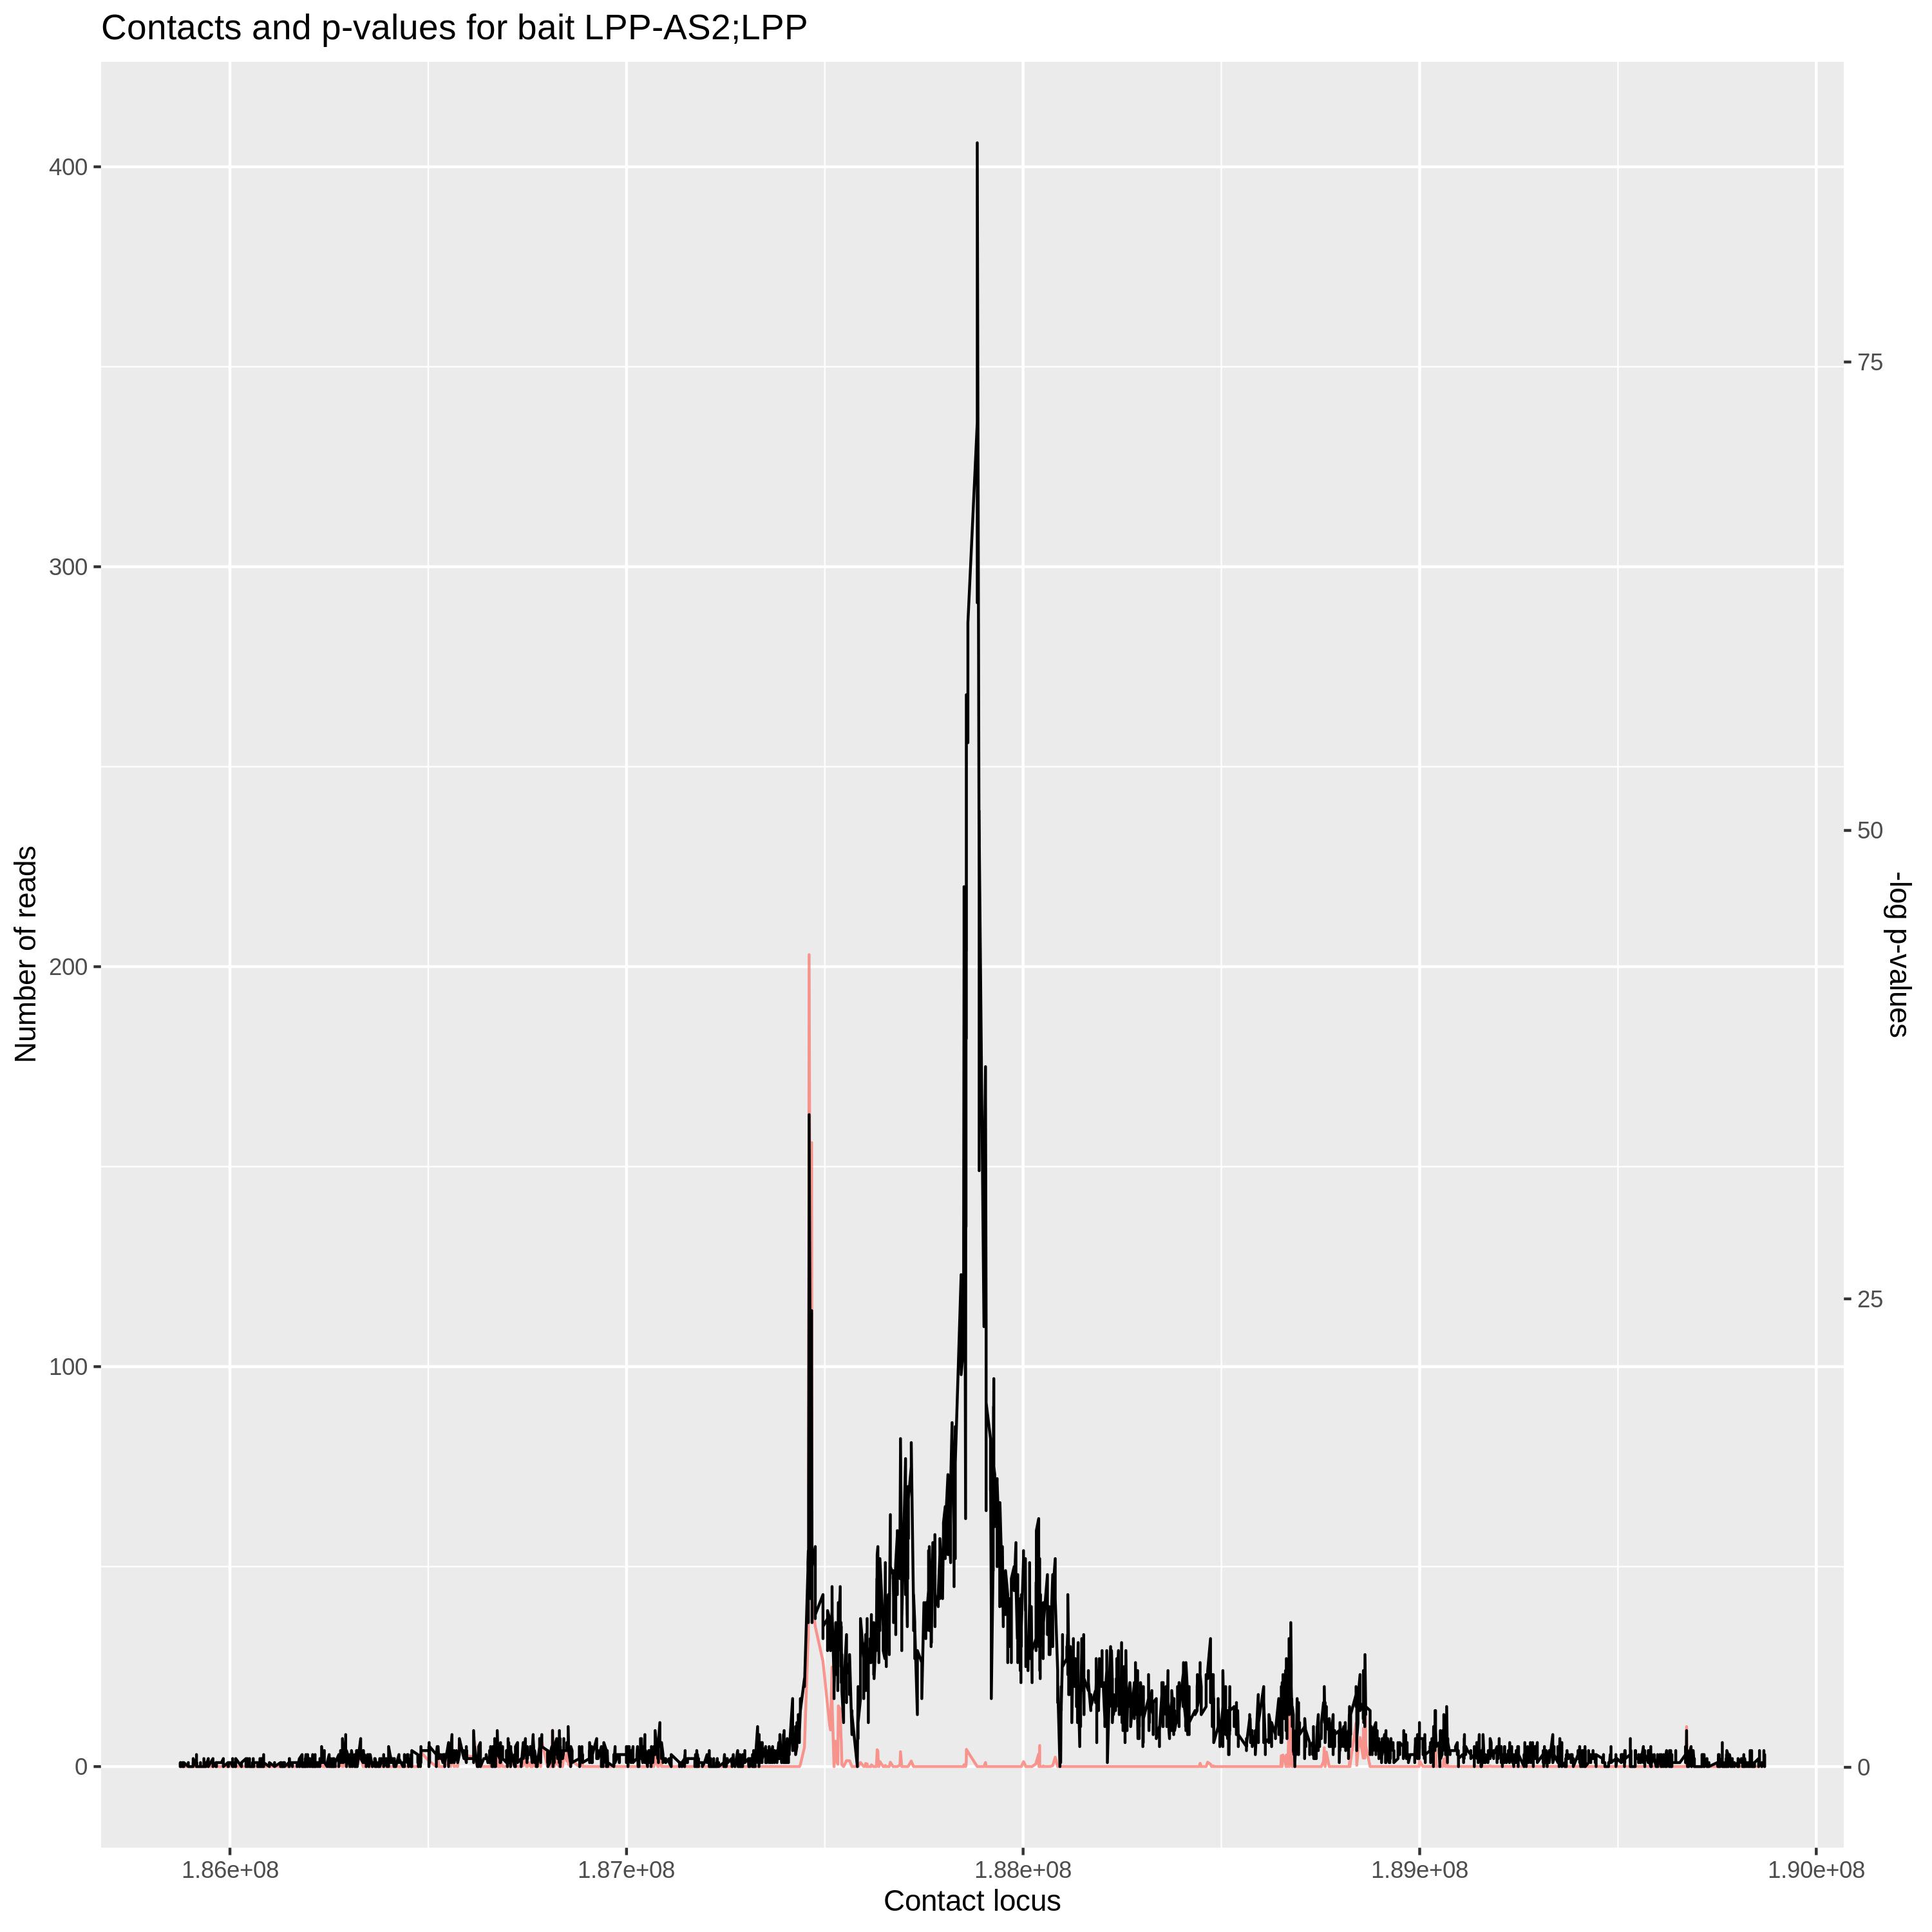 Contacts and p-values for bait LPP-AS2;LPP
400
300
200
100
0
Number of reads
75
50
25
0
-log p-values
1.86e+08
1.87e+08
1.88e+08
1.89e+08
1.90e+08
Contact locus